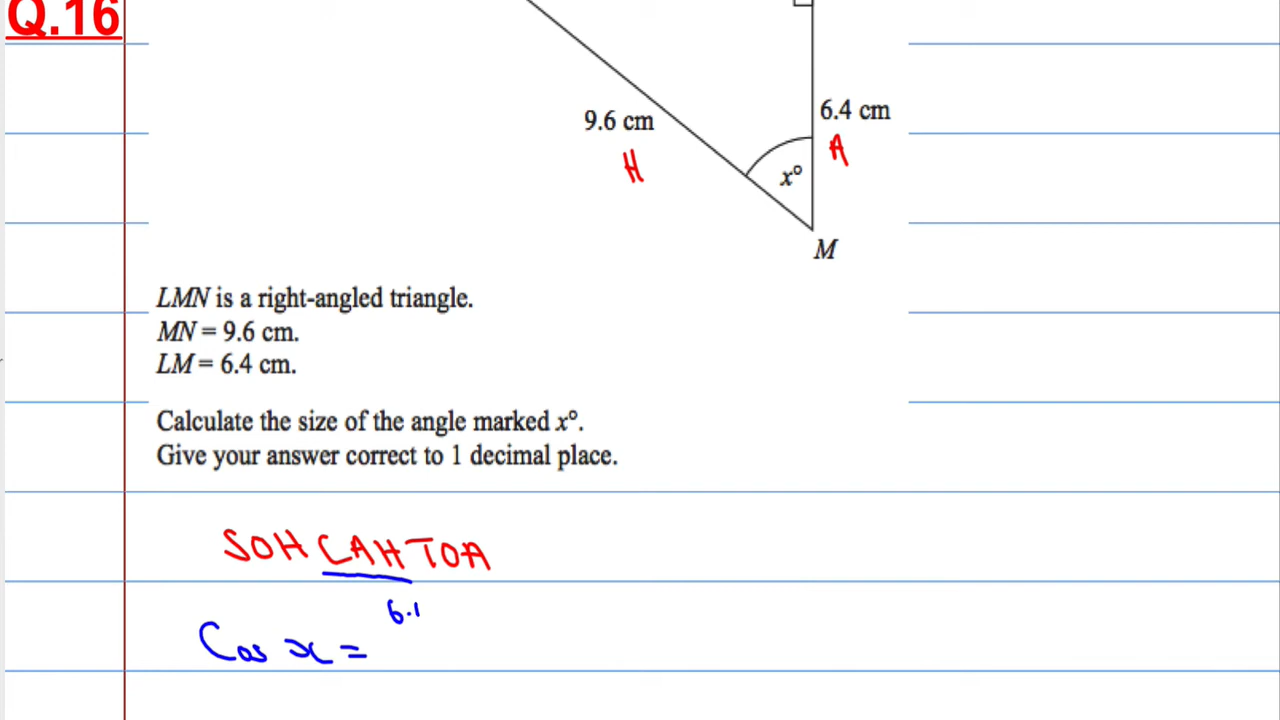 Q.16
6.4 cm
9.6 cm
A
H
x°
M
LMN is a right-angled triangle.
MN = 9.6 cm.
LM = 6.4 cm.
Calculate the size of the angle marked x°.
Give your answer correct to 1 decimal place.
SOH CAH TOA
6.1
Cos x =